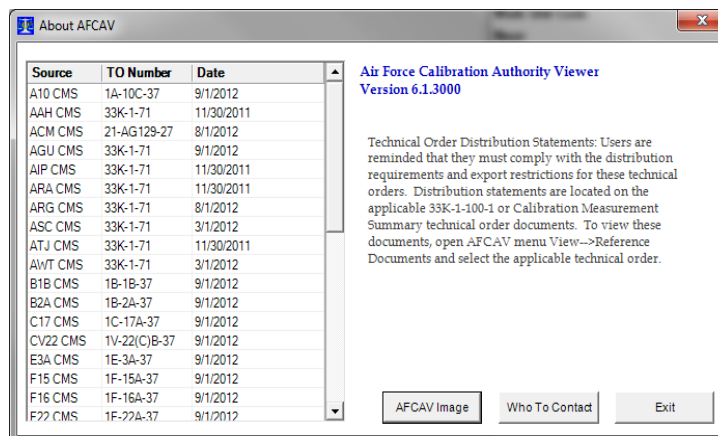 About AFCAV
Source TO Number Date
A10 CMS 1A-10C-37 9/1/2012
AAH CMS 33K-1-71 11/30/2011
ACM CMS 21-AG129-27 8/1/2012
AGU CMS 33K-1-71 9/1/2012
AIP CMS 33K-1-71 11/30/2011
ARA CMS 33K-1-71 11/30/2011
ARG CMS 33K-1-71 8/1/2012
ASC CMS 33K-1-71 3/1/2012
ATJ CMS 33K-1-71 11/30/2011
AWT CMS 33K-1-71 3/1/2012
B1B CMS 1B-1B-37 9/1/2012
B2A CMS 1B-2A-37 9/1/2012
C17 CMS 1C-17A-37 9/1/2012
CV22 CMS 1V-22(C)B-37 9/1/2012
E3A CMS 1E-3A-37 9/1/2012
F15 CMS 1F-15A-37 9/1/2012
F16 CMS 1F-16A-37 9/1/2012
F22 CMS 1F-22A-37 9/1/2012
Air Force Calibration Authority Viewer
Version 6.1.3000
Technical Order Distribution Statements: Users are
reminded that they must comply with the distribution
requirements and export restrictions for these technical
orders. Distribution statements are located on the
applicable 33K-1-100-1 or Calibration Measurement
Summary technical order documents. To view these
documents, open AFCAV menu View-->Reference
Documents and select the applicable technical order.
AFCAV Image
Who To Contact
Exit